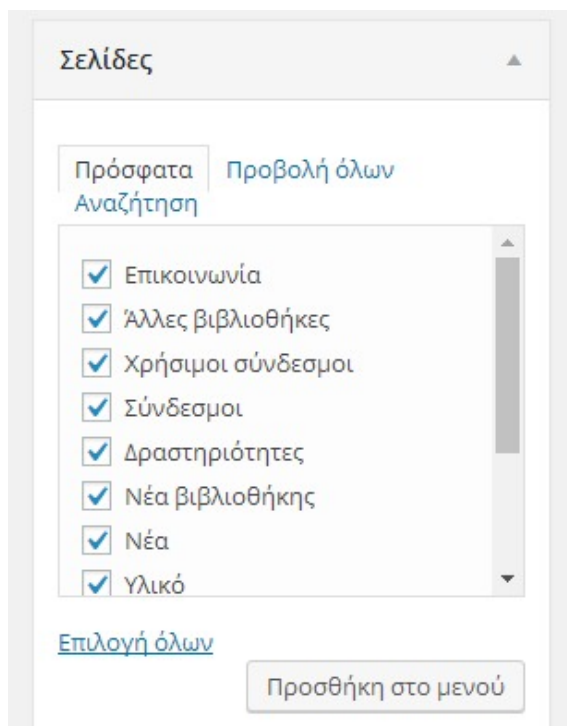 Σελίδες
Πρόσφατα Προβολή όλων
Αναζήτηση
Επικοινωνία
Άλλες βιβλιοθήκες
Χρήσιμοι σύνδεσμοι
Σύνδεσμοι
Δραστηριότητες
Νέα βιβλιοθήκης
Νέα
Υλικό
Επιλογή όλων
Προσθήκη στο μενού